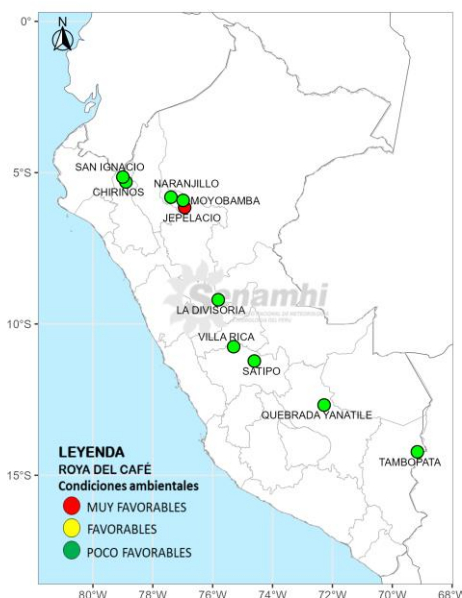 0°
N
SAN IGNACIO
5°S
NARANJILLO
CHIRINOS
MOYOBAMBA
JEPELACIO
Senamhi
LA DIVISORIA
10°S
VILLA RICA
SATIPO
QUEBRADA YANATILE
TAMBOPATA
LEYENDA
15°S
ROYA DEL CAFÉ
Condiciones ambientales
MUY FAVORABLES
FAVORABLES
POCO FAVORABLES
80°W 78°W 76°W 74°W 72°W 70°W 68°W